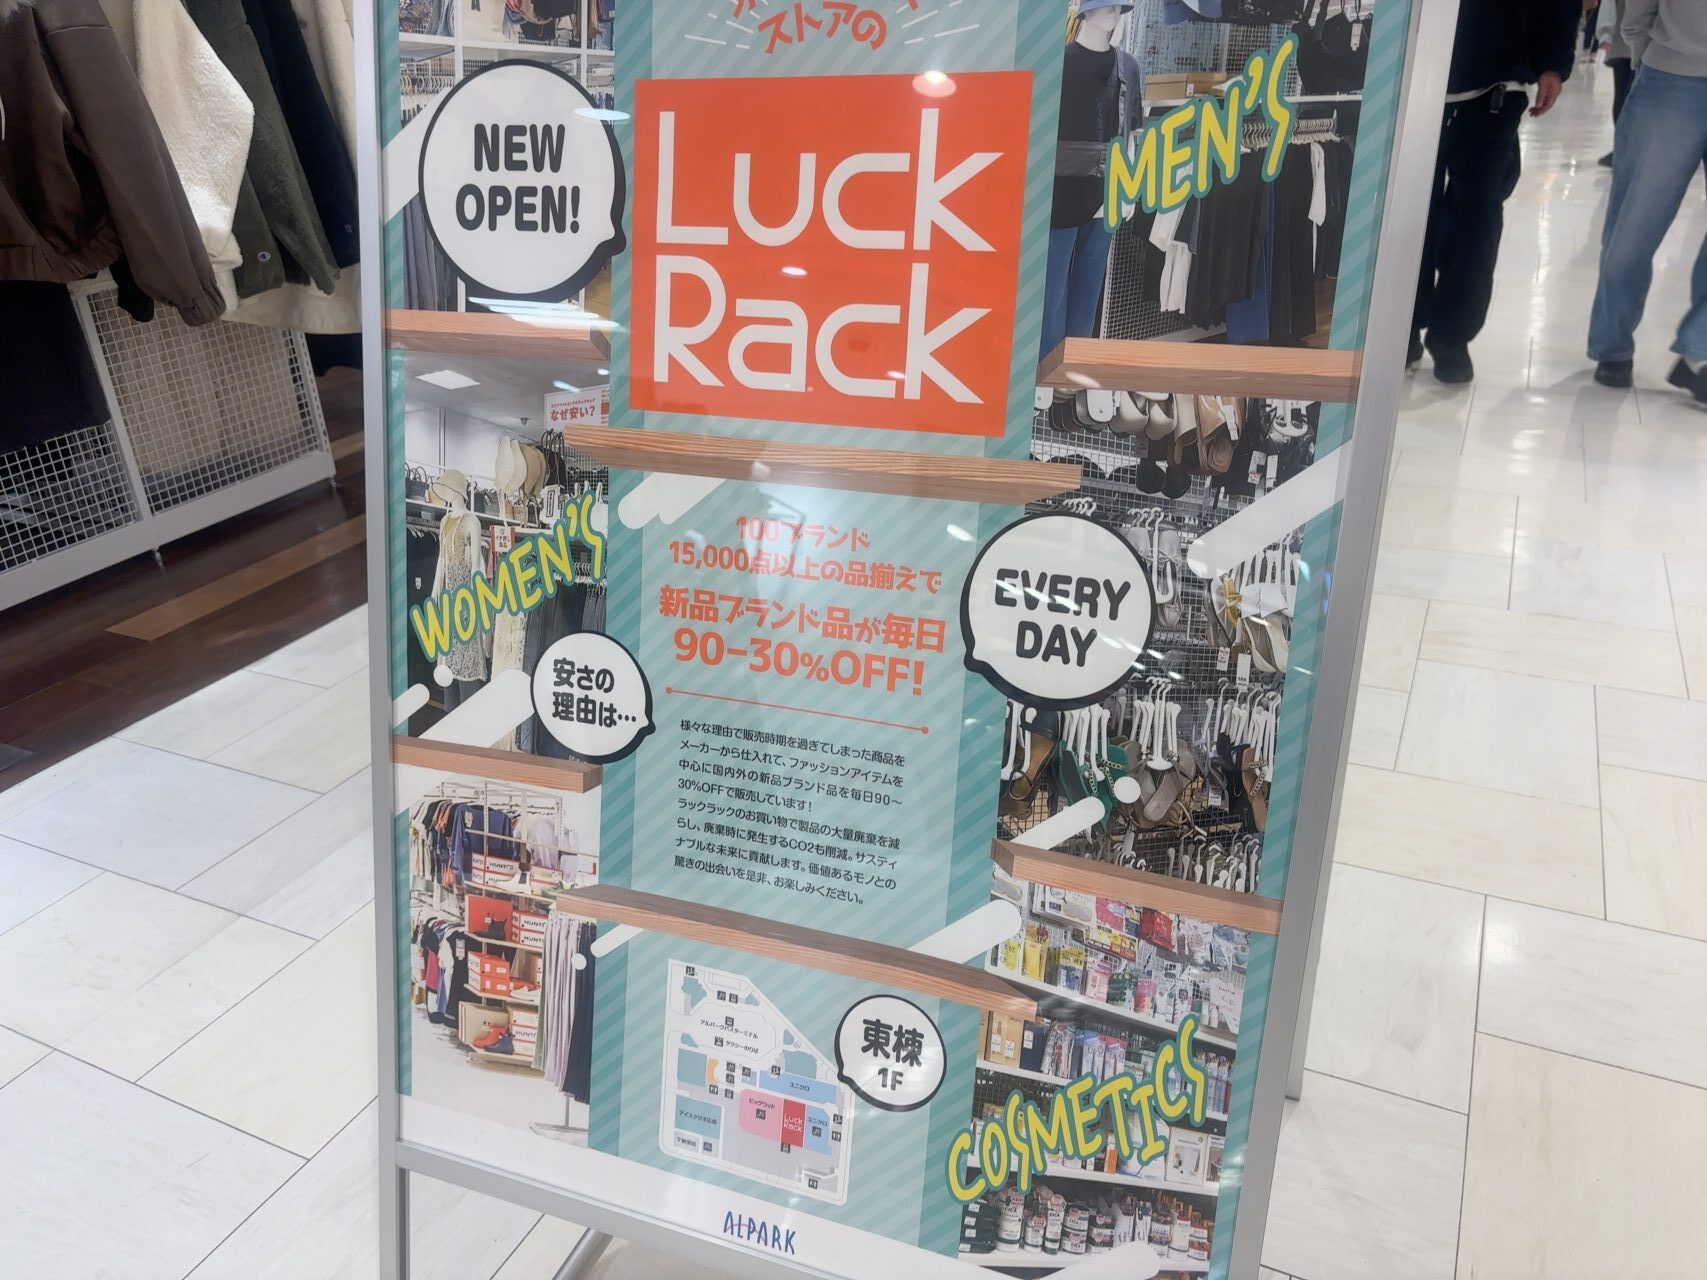 ストアの
Luck
Rack
NEW
OPEN!
MEN'S
なぜ安い?
WOMEN'S
100ブランド
15,000点以上の品揃えで
新品ブランド品が毎日
90-30%OFF!
EVERY
DAY
安さの
理由は…
様々な理由で販売時期を過ぎてしまった商品を
メーカーから仕入れて、ファッションアイテムを
中心に国内外の新品ブランド品を毎日90～
30%OFFで販売しています!
ラックラックのお買い物で製品の大量廃棄を減
らし、廃棄時に発生するCO2も削減。サスティ
ナブルな未来に貢献します。価値あるモノとの
驚きの出会いを是非、お楽しみください。
東棟
1F
アルパークバスターミナル
タクシーのりば
ユニクロ
ビッグウッド
Luck
Rack
ユニクロ
アイスタジオ広島
宇品便局
HUNTER
COSMETICS
ALPARK